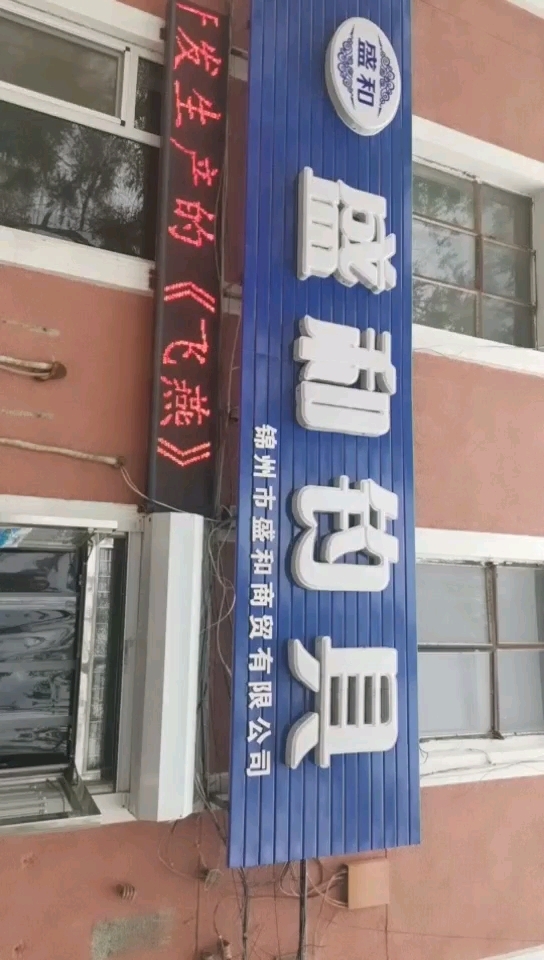 盛和
盛和钓具
锦州市盛和商贸有限公司
发生产的《飞燕》